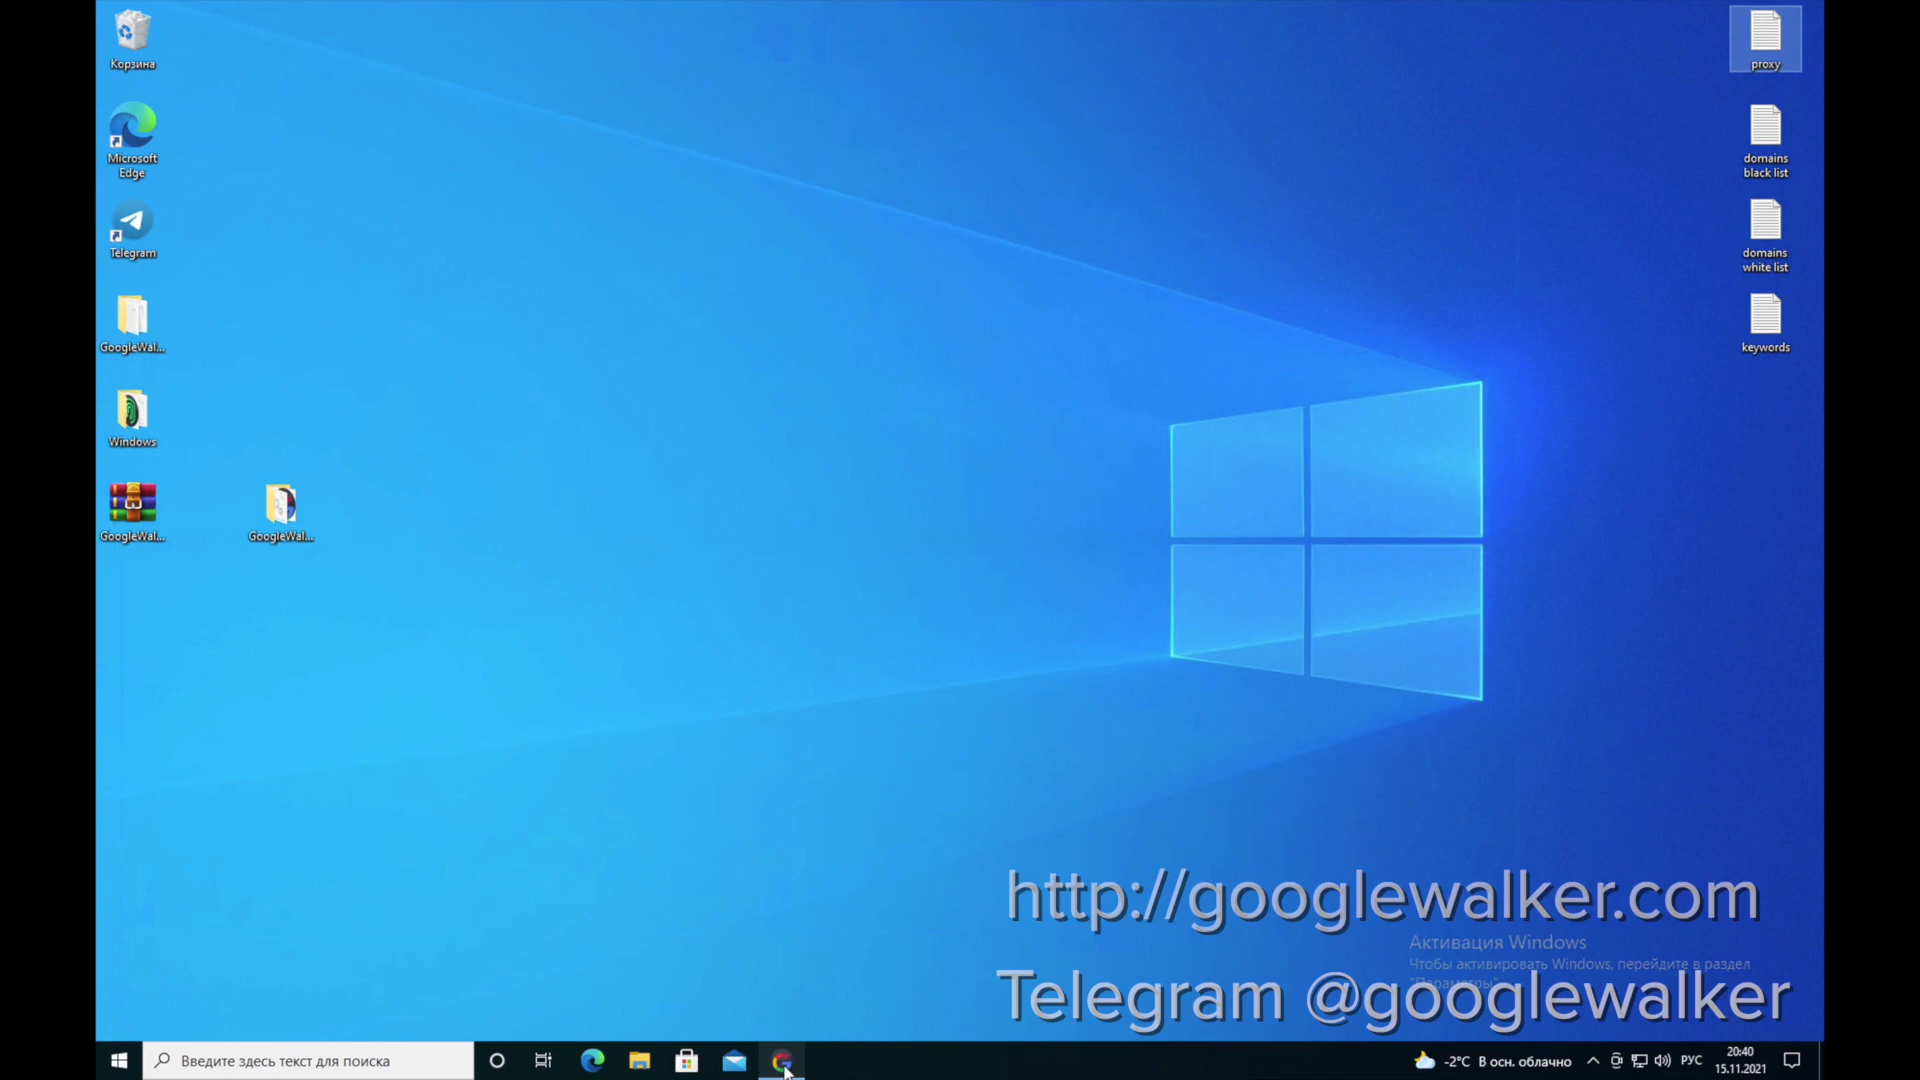 Корзина
Microsoft
Edge
Telegram
GoogleWal...
Windows
GoogleWal...
GoogleWal...
proxy
domains
black list
domains
white list
keywords
http://googlewalker.com
Активация Windows
Чтобы активировать Windows, перейдите в раздел
"Параметры".
Telegram @googlewalker
Введите здесь текст для поиска
-2°C В осн. облачно
РУС
20:40
15.11.2021